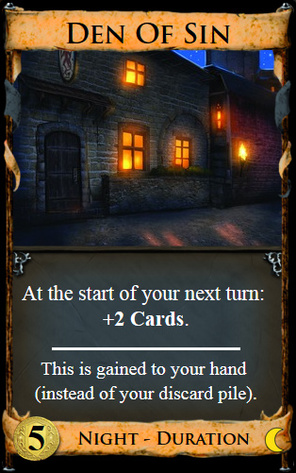 DEN OF SIN
At the start of your next turn:
+2 Cards.
This is gained to your hand
(instead of your discard pile).
5
NIGHT - DURATION